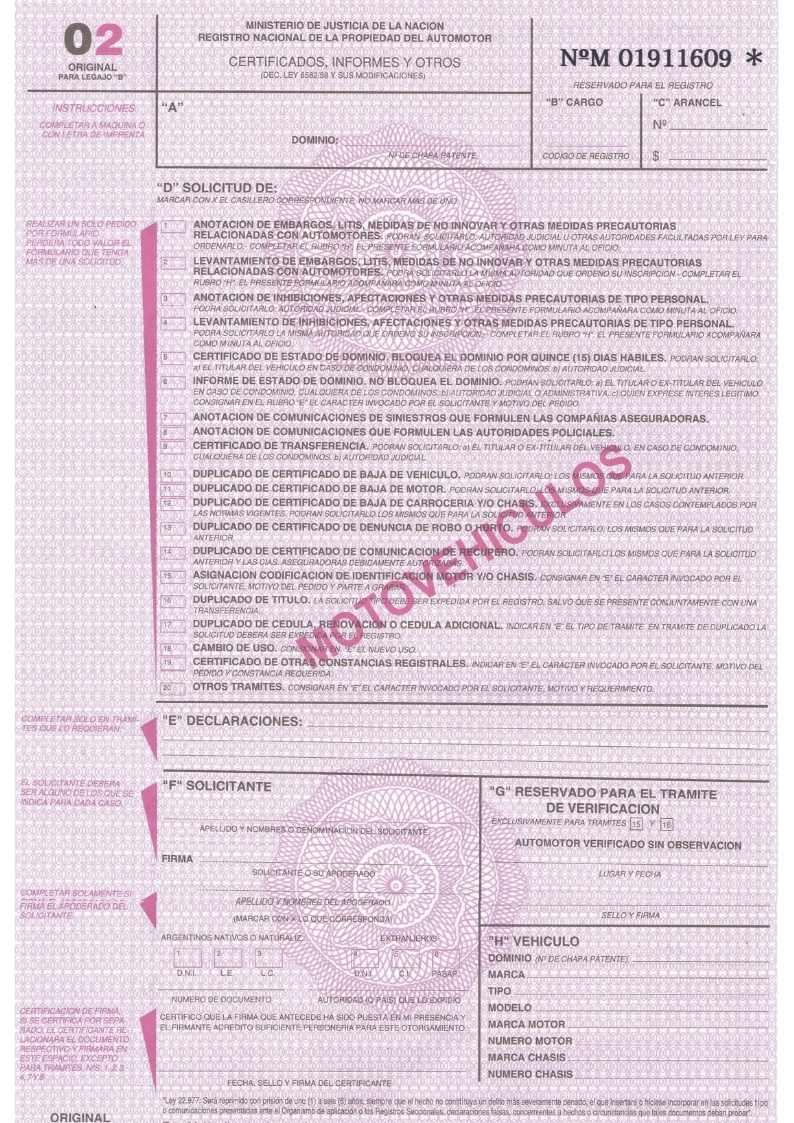 02
ORIGINAL
PARA LEGAJO "B"
MINISTERIO DE JUSTICIA DE LA NACION
REGISTRO NACIONAL DE LA PROPIEDAD DEL AUTOMOTOR
CERTIFICADOS, INFORMES Y OTROS
(DEC. LEY 6582/58 Y SUS MODIFICACIONES)
NºM 01911609 *
RESERVADO PARA EL REGISTRO
INSTRUCCIONES
COMPLETAR A MAQUINA O
CON LETRA DE IMPRENTA
"A"
DOMINIO:
Nº DE CHAPA PATENTE
"B" CARGO
CODIGO DE REGISTRO
"C" ARANCEL
Nº
$
"D" SOLICITUD DE:
MARCAR CON X EL CASILLERO CORRESPONDIENTE, NO MARCAR MAS DE UNO
REALIZAR UN SOLO PEDIDO
POR FORMULARIO.
PERDERA TODO VALOR EL
FORMULARIO QUE TENGA
MAS DE UNA SOLICITUD.
1 ANOTACION DE EMBARGOS, LITIS, MEDIDAS DE NO INNOVAR Y OTRAS MEDIDAS PRECAUTORIAS
RELACIONADAS CON AUTOMOTORES. PODRAN SOLICITARLO, AUTORIDAD JUDICIAL U OTRAS AUTORIDADES FACULTADAS POR LEY PARA
ORDENARLO. - COMPLETAR EL RUBRO "H". EL PRESENTE FORMULARIO ACOMPAÑARA COMO MINUTA AL OFICIO.
2 LEVANTAMIENTO DE EMBARGOS, LITIS, MEDIDAS DE NO INNOVAR Y OTRAS MEDIDAS PRECAUTORIAS
RELACIONADAS CON AUTOMOTORES. PODRA SOLICITARLO LA MISMA AUTORIDAD QUE ORDENO SU INSCRIPCION - COMPLETAR EL
RUBRO "H". EL PRESENTE FORMULARIO ACOMPAÑARA COMO MINUTA AL OFICIO.
3 ANOTACION DE INHIBICIONES, AFECTACIONES Y OTRAS MEDIDAS PRECAUTORIAS DE TIPO PERSONAL.
PODRA SOLICITARLO: AUTORIDAD JUDICIAL - COMPLETAR EL RUBRO "H". EL PRESENTE FORMULARIO ACOMPAÑARA COMO MINUTA AL OFICIO.
4 LEVANTAMIENTO DE INHIBICIONES, AFECTACIONES Y OTRAS MEDIDAS PRECAUTORIAS DE TIPO PERSONAL.
PODRA SOLICITARLO LA MISMA AUTORIDAD QUE ORDENO SU INSCRIPCION. - COMPLETAR EL RUBRO "H". EL PRESENTE FORMULARIO ACOMPAÑARA
COMO MINUTA AL OFICIO.
5 CERTIFICADO DE ESTADO DE DOMINIO. BLOQUEA EL DOMINIO POR QUINCE (15) DIAS HABILES. PODRAN SOLICITARLO:
a) EL TITULAR DEL VEHICULO EN CASO DE CONDOMINIO, CUALQUIERA DE LOS CONDOMINOS. b) AUTORIDAD JUDICIAL.
6 INFORME DE ESTADO DE DOMINIO. NO BLOQUEA EL DOMINIO. PODRAN SOLICITARLO: a) EL TITULAR O EX-TITULAR DEL VEHICULO
EN CASO DE CONDOMINIO, CUALQUIERA DE LOS CONDOMINOS. b) AUTORIDAD JUDICIAL O ADMINISTRATIVA. c) QUIEN EXPRESE INTERES LEGITIMO.
CONSIGNAR EN EL RUBRO "E" EL CARACTER INVOCADO POR EL SOLICITANTE Y MOTIVO DEL PEDIDO.
7 ANOTACION DE COMUNICACIONES DE SINIESTROS QUE FORMULEN LAS COMPAÑIAS ASEGURADORAS.
8 ANOTACION DE COMUNICACIONES QUE FORMULEN LAS AUTORIDADES POLICIALES.
9 CERTIFICADO DE TRANSFERENCIA. PODRAN SOLICITARLO: a) EL TITULAR O EX-TITULAR DEL VEHICULO, EN CASO DE CONDOMINIO,
CUALQUIERA DE LOS CONDOMINOS. b) AUTORIDAD JUDICIAL.
10 DUPLICADO DE CERTIFICADO DE BAJA DE VEHICULO. PODRAN SOLICITARLO: LOS MISMOS QUE PARA LA SOLICITUD ANTERIOR.
11 DUPLICADO DE CERTIFICADO DE BAJA DE MOTOR. PODRAN SOLICITARLO: LOS MISMOS QUE PARA LA SOLICITUD ANTERIOR.
12 DUPLICADO DE CERTIFICADO DE BAJA DE CARROCERIA Y/O CHASIS. EXCLUSIVAMENTE EN LOS CASOS CONTEMPLADOS POR
LAS NORMAS VIGENTES. PODRAN SOLICITARLO LOS MISMOS QUE PARA LA SOLICITUD ANTERIOR.
13 DUPLICADO DE CERTIFICADO DE DENUNCIA DE ROBO O HURTO. PODRAN SOLICITARLO: LOS MISMOS QUE PARA LA SOLICITUD
ANTERIOR.
14 DUPLICADO DE CERTIFICADO DE COMUNICACION DE RECUPERO. PODRAN SOLICITARLO LOS MISMOS QUE PARA LA SOLICITUD
ANTERIOR Y LAS CIAS. ASEGURADORAS DEBIDAMENTE AUTORIZADAS.
15 ASIGNACION CODIFICACION DE IDENTIFICACION MOTOR Y/O CHASIS. CONSIGNAR EN "E" EL CARACTER INVOCADO POR EL
SOLICITANTE, MOTIVO DEL PEDIDO Y PARTE A GRABAR.
16 DUPLICADO DE TITULO. LA SOLICITUD TIPO DEBE SER EXPEDIDA POR EL REGISTRO, SALVO QUE SE PRESENTE CONJUNTAMENTE CON UNA
TRANSFERENCIA.
17 DUPLICADO DE CEDULA, RENOVACION O CEDULA ADICIONAL. INDICAR EN "E" EL TIPO DE TRAMITE. EN TRAMITE DE DUPLICADO LA
SOLICITUD DEBERA SER EXPEDIDA POR EL REGISTRO.
18 CAMBIO DE USO. CONSIGNAR EN "E" EL NUEVO USO.
19 CERTIFICADO DE OTRAS CONSTANCIAS REGISTRALES. INDICAR EN "E" EL CARACTER INVOCADO POR EL SOLICITANTE, MOTIVO DEL
PEDIDO Y CONSTANCIA REQUERIDA.
20 OTROS TRAMITES. CONSIGNAR EN "E" EL CARACTER INVOCADO POR EL SOLICITANTE, MOTIVO Y REQUERIMIENTO.
MOTOVEHICULOS
COMPLETAR SOLO EN TRAMI-
TES QUE LO REQUIERAN.
"E" DECLARACIONES:
EL SOLICITANTE DEBERA
SER ALGUNO DE LOS QUE SE
INDICA PARA CADA CASO.
"F" SOLICITANTE
APELLIDO Y NOMBRES O DENOMINACION DEL SOLICITANTE
FIRMA
SOLICITANTE O SU APODERADO
COMPLETAR SOLAMENTE SI
FIRMA EL APODERADO DEL
SOLICITANTE.
APELLIDO Y NOMBRES DEL APODERADO
(MARCAR CON X LO QUE CORRESPONDA)
ARGENTINOS NATIVOS O NATURALIZ.
EXTRANJEROS
1 2 3 4 5 6
D.N.I. L.E. L.C. D.N.I. C.I. PASAP.
NUMERO DE DOCUMENTO
AUTORIDAD (O PAIS) QUE LO EXPIDIO
CERTIFICACION DE FIRMA.
SI SE CERTIFICA POR SEPA-
RADO, EL CERTIFICANTE RE-
LACIONARA EL DOCUMENTO
RESPECTIVO Y FIRMARA EN
ESTE ESPACIO, EXCEPTO
PARA TRAMITES, NºS: 1, 2, 3,
4, 7 Y 8
CERTIFICO QUE LA FIRMA QUE ANTECEDE HA SIDO PUESTA EN MI PRESENCIA Y
EL FIRMANTE ACREDITO SUFICIENTE PERSONERIA PARA ESTE OTORGAMIENTO.
FECHA, SELLO Y FIRMA DEL CERTIFICANTE
"G" RESERVADO PARA EL TRAMITE
DE VERIFICACION
EXCLUSIVAMENTE PARA TRAMITES 15 Y 16
AUTOMOTOR VERIFICADO SIN OBSERVACION
LUGAR Y FECHA
SELLO Y FIRMA
"H" VEHICULO
DOMINIO (Nº DE CHAPA PATENTE)
MARCA
TIPO
MODELO
MARCA MOTOR
NUMERO MOTOR
MARCA CHASIS
NUMERO CHASIS
"Ley 22.977: Será reprimido con prisión de uno (1) a seis (6) años, siempre que el hecho no constituya un delito más severamente penado, el que insertare o hiciese incorporar en las solicitudes tipo
o comunicaciones presentadas ante el Organismo de aplicación o los Registros Seccionales, declaraciones falsas, concernientes a hechos o circunstancias que tales documentos deban probar".
ORIGINAL